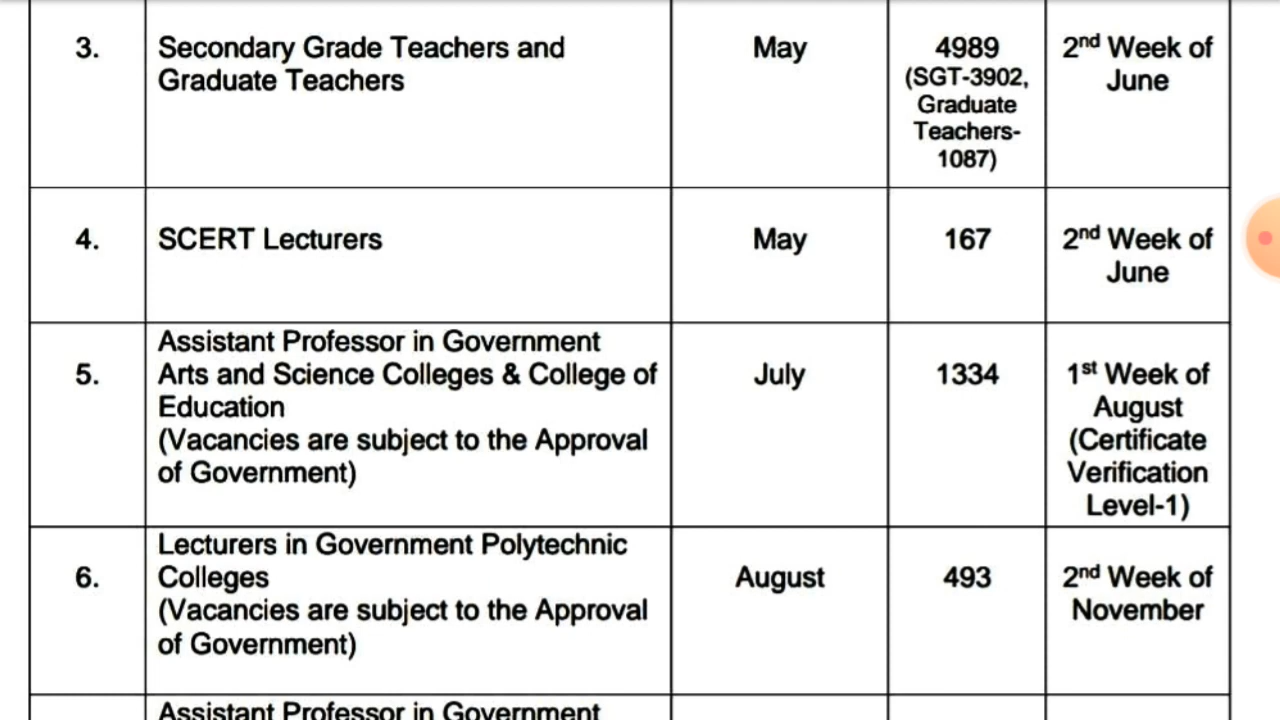 3.
Secondary Grade Teachers and
Graduate Teachers
May
4989
(SGT-3902,
Graduate
Teachers-
1087)
2nd Week of
June
4.
SCERT Lecturers
May
167
2nd Week of
June
5.
Assistant Professor in Government
Arts and Science Colleges & College of
Education
(Vacancies are subject to the Approval
of Government)
July
1334
1st Week of
August
(Certificate
Verification
Level-1)
6.
Lecturers in Government Polytechnic
Colleges
(Vacancies are subject to the Approval
of Government)
August
493
2nd Week of
November
Assistant Professor in Government